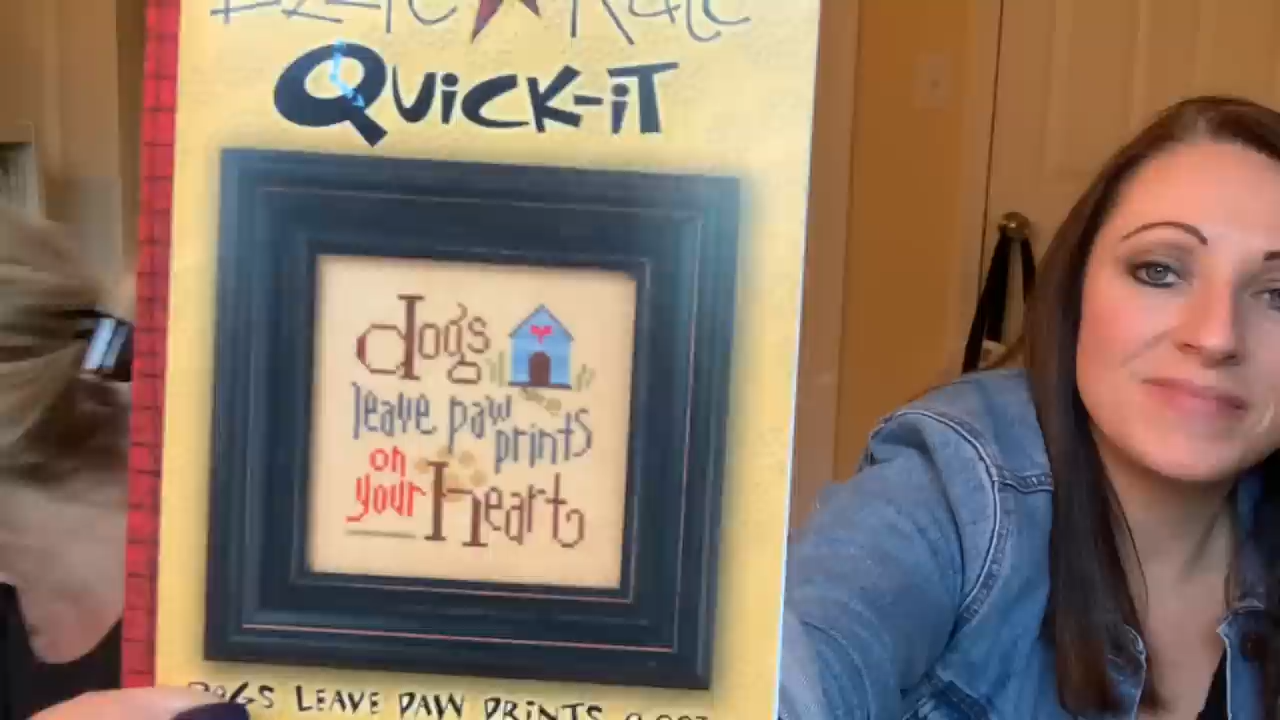 QUiCK-iT
dogs
leave paw
prints
on
your heart
DOGS LEAVE PAW PRINTS